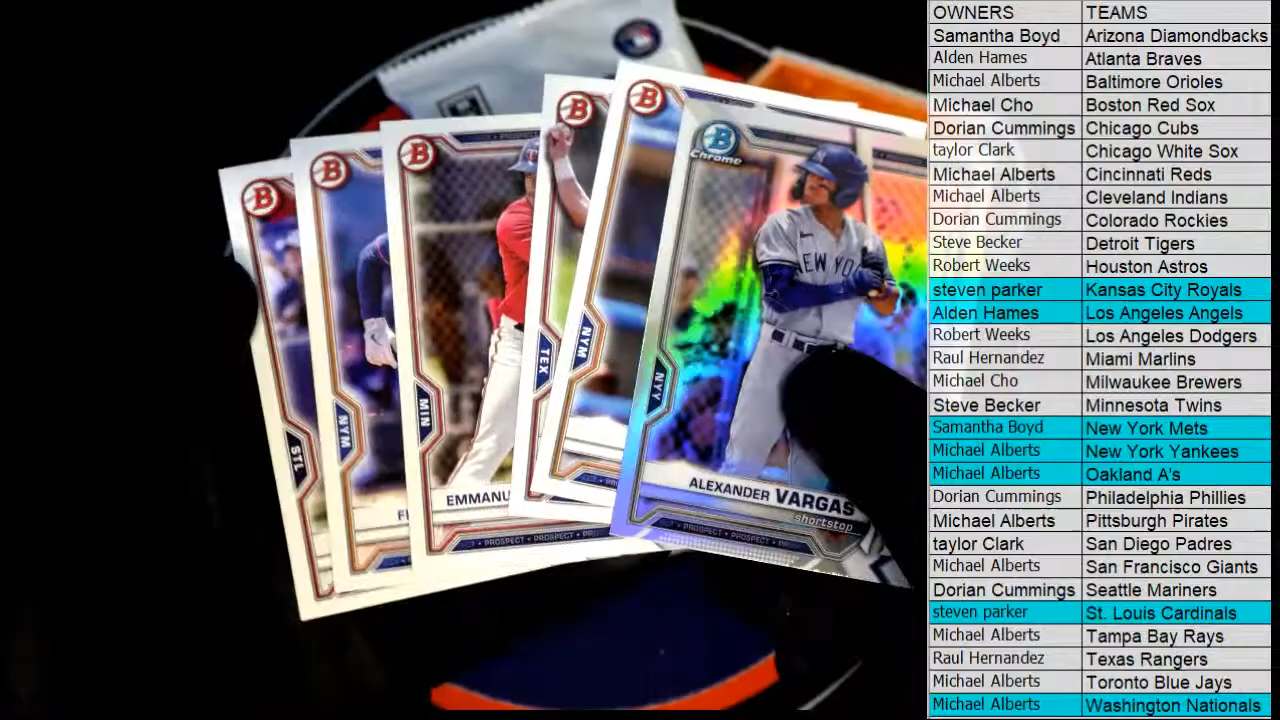 B
B
B
B
B
B
Chrome
NEW YO
STL
NYM
MIN
TEX
NYM
NYY
EMMANU
ALEXANDER VARGAS
shortstop
PROSPECT • PROSPECT • PRO
PROSPECT • PROSPECT • PROSPECT
OWNERS TEAMS
Samantha Boyd Arizona Diamondbacks
Alden Hames Atlanta Braves
Michael Alberts Baltimore Orioles
Michael Cho Boston Red Sox
Dorian Cummings Chicago Cubs
taylor Clark Chicago White Sox
Michael Alberts Cincinnati Reds
Michael Alberts Cleveland Indians
Dorian Cummings Colorado Rockies
Steve Becker Detroit Tigers
Robert Weeks Houston Astros
steven parker Kansas City Royals
Alden Hames Los Angeles Angels
Robert Weeks Los Angeles Dodgers
Raul Hernandez Miami Marlins
Michael Cho Milwaukee Brewers
Steve Becker Minnesota Twins
Samantha Boyd New York Mets
Michael Alberts New York Yankees
Michael Alberts Oakland A's
Dorian Cummings Philadelphia Phillies
Michael Alberts Pittsburgh Pirates
taylor Clark San Diego Padres
Michael Alberts San Francisco Giants
Dorian Cummings Seattle Mariners
steven parker St. Louis Cardinals
Michael Alberts Tampa Bay Rays
Raul Hernandez Texas Rangers
Michael Alberts Toronto Blue Jays
Michael Alberts Washington Nationals